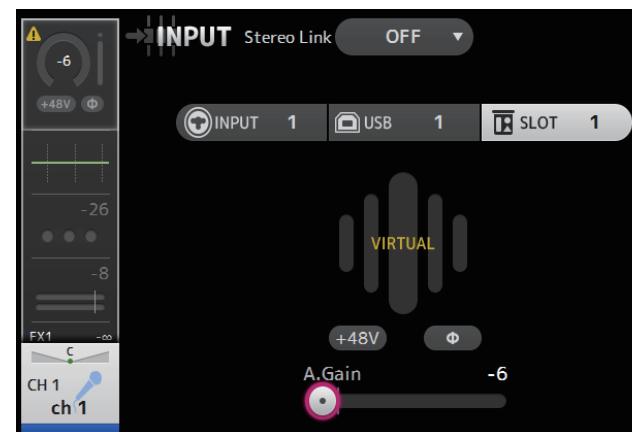 INPUT Stereo Link OFF
-6
+48V Φ
INPUT 1 USB 1 SLOT 1
-26
VIRTUAL
-8
+48V Φ
FX1 -∞
C
A.Gain -6
CH 1
ch 1